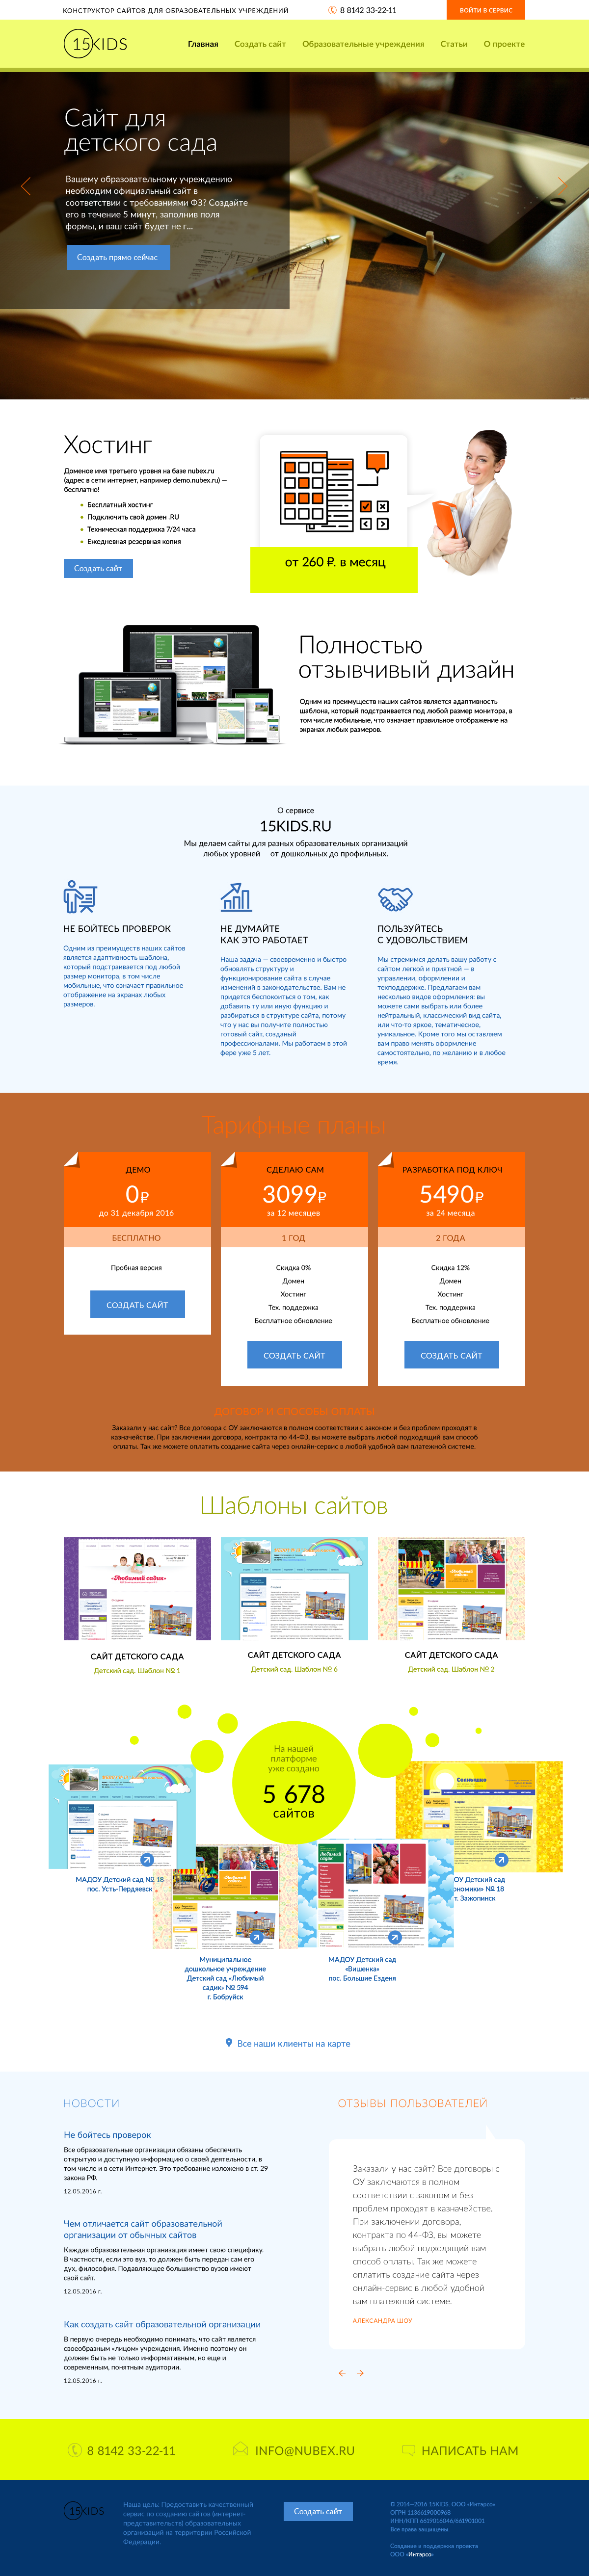 КОНСТРУКТОР САЙТОВ ДЛЯ ОБРАЗОВАТЕЛЬНЫХ УЧРЕЖДЕНИЙ
8 8142 33-22-11
ВОЙТИ В СЕРВИС
15KIDS
Главная
Создать сайт
Образовательные учреждения
Статьи
О проекте
Сайт для
детского сада
Вашему образовательному учреждению
необходим официальный сайт в
соответствии с требованиями ФЗ? Создайте
его в течение 5 минут, заполнив поля
формы, и ваш сайт будет не г...
Создать прямо сейчас
Хостинг
Доменое имя третьего уровня на базе nubex.ru
(адрес в сети интернет, например demo.nubex.ru) —
бесплатно!
Бесплатный хостинг
Подключить свой домен .RU
Техническая поддержка 7/24 часа
Ежедневная резервная копия
Создать сайт
от 260 ₽. в месяц
Полностью
отзывчивый дизайн
Одним из преимуществ наших сайтов является адаптивность
шаблона, который подстраивается под любой размер монитора, в
том числе мобильные, что означает правильное отображение на
экранах любых размеров.
О сервисе
15KIDS.RU
Мы делаем сайты для разных образовательных организаций
любых уровней — от дошкольных до профильных.
НЕ БОЙТЕСЬ ПРОВЕРОК
Одним из преимуществ наших сайтов
является адаптивность шаблона,
который подстраивается под любой
размер монитора, в том числе
мобильные, что означает правильное
отображение на экранах любых
размеров.
НЕ ДУМАЙТЕ
КАК ЭТО РАБОТАЕТ
Наша задача — своевременно и быстро
обновлять структуру и
функционирование сайта в случае
изменений в законодательстве. Вам не
придется беспокоиться о том, как
добавить ту или иную функцию и
разбираться в структуре сайта, потому
что у нас вы получите полностью
готовый сайт, созданый
профессионалами. Мы работаем в этой
сфере уже 5 лет.
ПОЛЬЗУЙТЕСЬ
С УДОВОЛЬСТВИЕМ
Мы стремимся делать вашу работу с
сайтом легкой и приятной — в
управлении, оформлении и
техподдержке. Предлагаем вам
несколько видов оформления: вы
можете сами выбрать или более
нейтральный, классический вид сайта,
или что-то яркое, тематическое,
уникальное. Кроме того мы оставляем
вам право менять оформление
самостоятельно, по желанию и в любое
время.
Тарифные планы
ДЕМО
0₽
до 31 декабря 2016
БЕСПЛАТНО
Пробная версия
СОЗДАТЬ САЙТ
СДЕЛАЮ САМ
3099₽
за 12 месяцев
1 ГОД
Скидка 0%
Домен
Хостинг
Тех. поддержка
Бесплатное обновление
СОЗДАТЬ САЙТ
РАЗРАБОТКА ПОД КЛЮЧ
5490₽
за 24 месяца
2 ГОДА
Скидка 12%
Домен
Хостинг
Тех. поддержка
Бесплатное обновление
СОЗДАТЬ САЙТ
ДОГОВОР И СПОСОБЫ ОПЛАТЫ
Заказали у нас сайт? Все договора с ОУ заключаются в полном соответствии с законом и без проблем проходят в
казначействе. При заключении договора, контракта по 44-ФЗ, вы можете выбрать любой подходящий вам способ
оплаты. Так же можете оплатить создание сайта через онлайн-сервис в любой удобной вам платежной системе.
Шаблоны сайтов
«Любимый садик»
САЙТ ДЕТСКОГО САДА
Детский сад. Шаблон № 1
САЙТ ДЕТСКОГО САДА
Детский сад. Шаблон № 6
САЙТ ДЕТСКОГО САДА
Детский сад. Шаблон № 2
На нашей
платформе
уже создано
5 678
сайтов
Солнышко
МАДОУ Детский сад № 18
пос. Усть-Пердяевск
Муниципальное
дошкольное учреждение
Детский сад «Любимый
садик» № 594
г. Бобруйск
МАДОУ Детский сад
«Вишенка»
пос. Большие Ездeня
ОУ Детский сад
ономики» № 18
т. Зажопинск
Все наши клиенты на карте
НОВОСТИ
Не бойтесь проверок
Все образовательные организации обязаны обеспечить
открытую и доступную информацию о своей деятельности, в
том числе и в сети Интернет. Это требование изложено в ст. 29
закона РФ.
12.05.2016 г.
Чем отличается сайт образовательной
организации от обычных сайтов
Каждая образовательная организация имеет свою специфику.
В частности, если это вуз, то должен быть передан сам его
дух, философия. Подавляющее большинство вузов имеют
свой сайт.
12.05.2016 г.
Как создать сайт образовательной организации
В первую очередь необходимо понимать, что сайт является
своеобразным «лицом» учреждения. Именно поэтому он
должен быть не только информативным, но еще и
современным, понятным аудитории.
12.05.2016 г.
ОТЗЫВЫ ПОЛЬЗОВАТЕЛЕЙ
Заказали у нас сайт? Все договоры с
ОУ заключаются в полном
соответствии с законом и без
проблем проходят в казначействе.
При заключении договора,
контракта по 44-ФЗ, вы можете
выбрать любой подходящий вам
способ оплаты. Так же можете
оплатить создание сайта через
онлайн-сервис в любой удобной
вам платежной системе.
АЛЕКСАНДРА ШОУ
8 8142 33-22-11
INFO@NUBEX.RU
НАПИСАТЬ НАМ
15KIDS
Наша цель: Предоставить качественный
сервис по созданию сайтов (интернет-
представительств) образовательных
организаций на территории Российской
Федерации.
Создать сайт
© 2014—2016 15KIDS. ООО «Интэрсо»
ОГРН 1136619000968
ИНН/КПП 6619016046/661901001
Все права защищены.
Создание и поддержка проекта
ООО «Интэрсо»